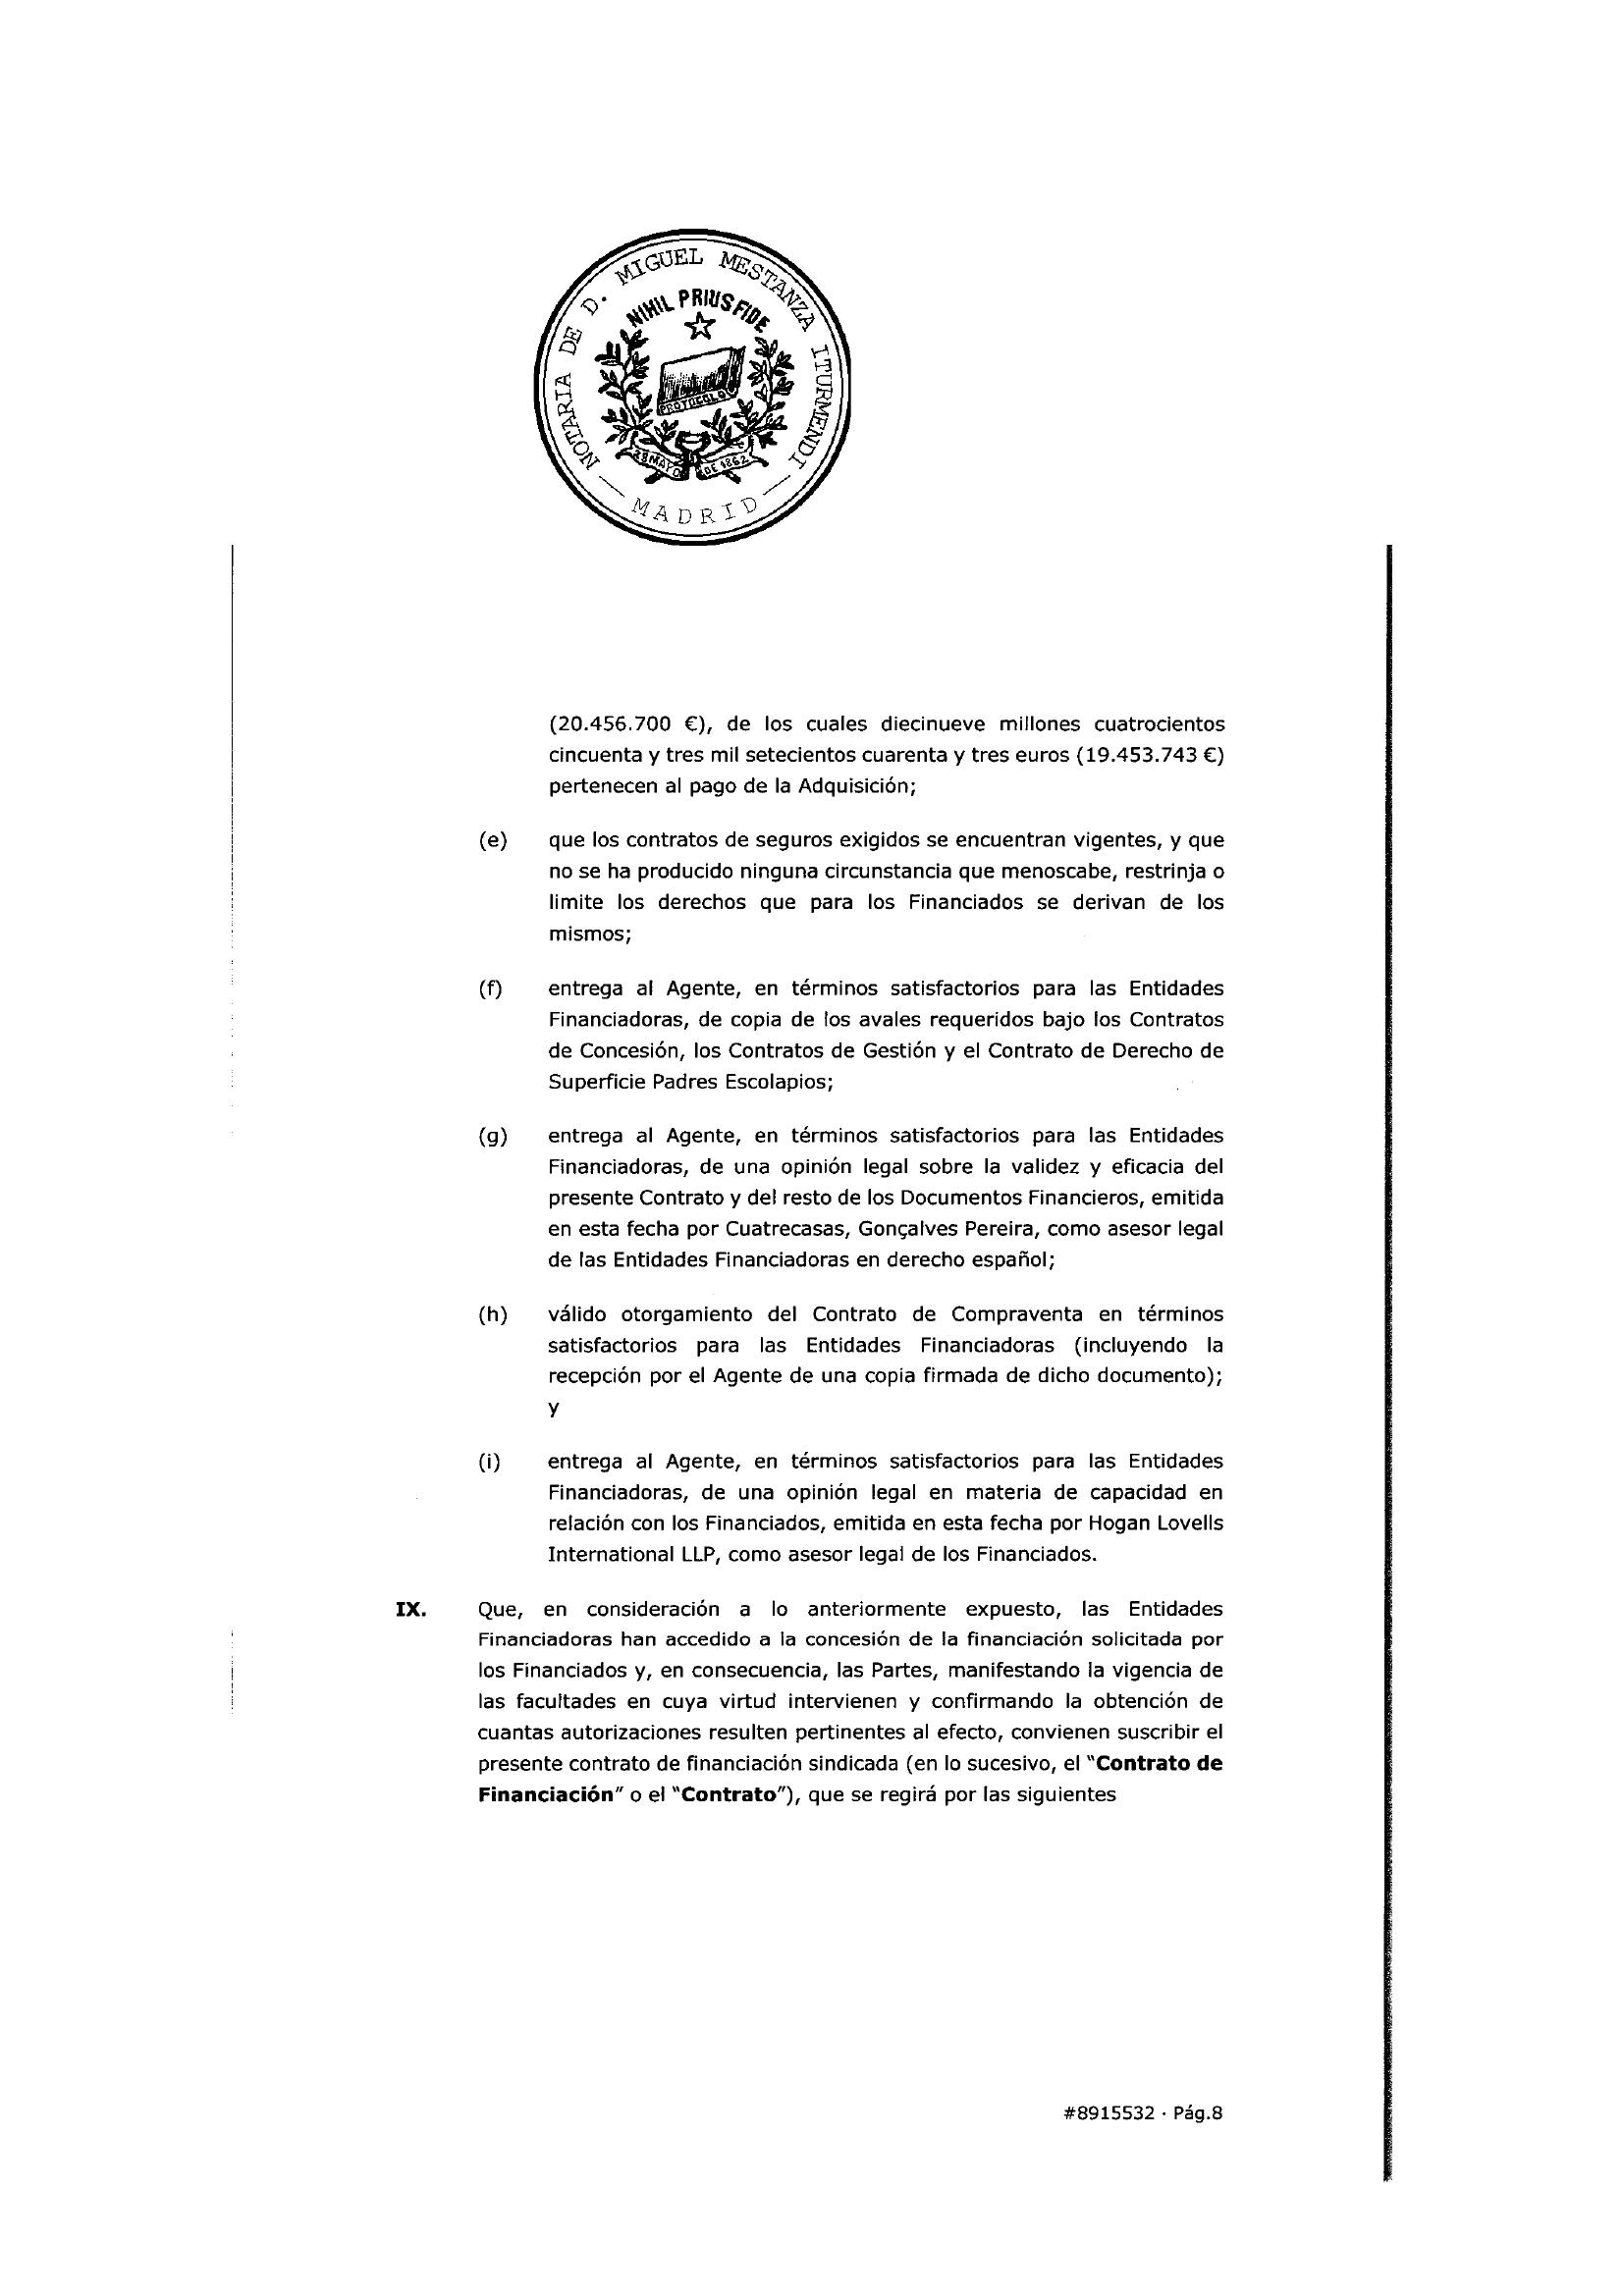 NOTARIA DE D. MIGUEL MESTANZA ITURMENDI
NIHIL PRIUS FIDE
PROTOCOLO
28 MAYO DE 1862
— MADRID —
(20.456.700 €), de los cuales diecinueve millones cuatrocientos
cincuenta y tres mil setecientos cuarenta y tres euros (19.453.743 €)
pertenecen al pago de la Adquisición;
(e) que los contratos de seguros exigidos se encuentran vigentes, y que
no se ha producido ninguna circunstancia que menoscabe, restrinja o
limite los derechos que para los Financiados se derivan de los
mismos;
(f) entrega al Agente, en términos satisfactorios para las Entidades
Financiadoras, de copia de los avales requeridos bajo los Contratos
de Concesión, los Contratos de Gestión y el Contrato de Derecho de
Superficie Padres Escolapios;
(g) entrega al Agente, en términos satisfactorios para las Entidades
Financiadoras, de una opinión legal sobre la validez y eficacia del
presente Contrato y del resto de los Documentos Financieros, emitida
en esta fecha por Cuatrecasas, Gonçalves Pereira, como asesor legal
de las Entidades Financiadoras en derecho español;
(h) válido otorgamiento del Contrato de Compraventa en términos
satisfactorios para las Entidades Financiadoras (incluyendo la
recepción por el Agente de una copia firmada de dicho documento);
y
(i) entrega al Agente, en términos satisfactorios para las Entidades
Financiadoras, de una opinión legal en materia de capacidad en
relación con los Financiados, emitida en esta fecha por Hogan Lovells
International LLP, como asesor legal de los Financiados.
IX. Que, en consideración a lo anteriormente expuesto, las Entidades
Financiadoras han accedido a la concesión de la financiación solicitada por
los Financiados y, en consecuencia, las Partes, manifestando la vigencia de
las facultades en cuya virtud intervienen y confirmando la obtención de
cuantas autorizaciones resulten pertinentes al efecto, convienen suscribir el
presente contrato de financiación sindicada (en lo sucesivo, el "Contrato de
Financiación" o el "Contrato"), que se regirá por las siguientes
#8915532 · Pág.8